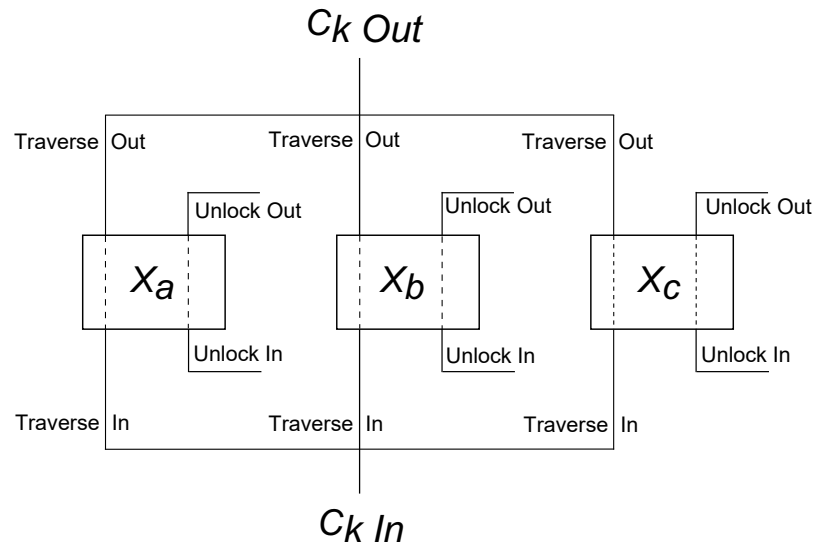 Ck Out
Traverse Out Traverse Out Traverse Out
Unlock Out Unlock Out Unlock Out
Xa Xb Xc
Unlock In Unlock In Unlock In
Traverse In Traverse In Traverse In
Ck In